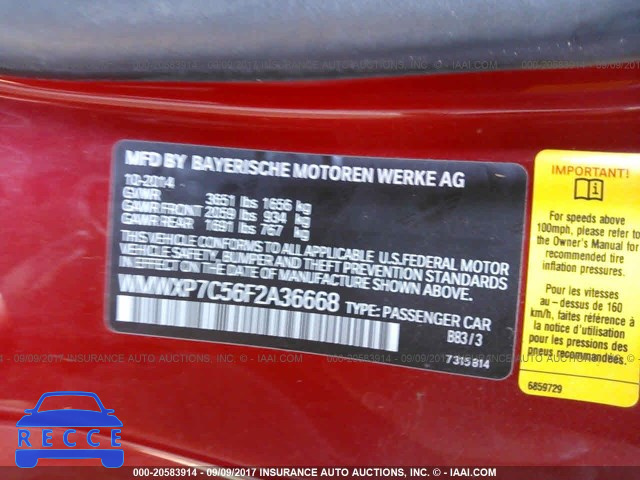 MFD BY BAYERISCHE MOTOREN WERKE AG
10-2014
GVWR 3651 lbs 1656 kg
GAWR FRONT 2059 lbs 934 kg
GAWR REAR 1691 lbs 767 kg
THIS VEHICLE CONFORMS TO ALL APPLICABLE U.S. FEDERAL MOTOR
VEHICLE SAFETY, BUMPER, AND THEFT PREVENTION STANDARDS
IN EFFECT ON THE DATE OF MANUFACTURE SHOWN ABOVE.
WMWXP7C56F2A36668 TYPE: PASSENGER CAR
B83/3
7315814
IMPORTANT!
For speeds above
100mph, please refer to
the Owner's Manual for
recommended tire
inflation pressures.
Pour des vitesses au
-dessus de 160
km/h, faites référence à
la notice d'utilisation
pour les pressions des
pneus recommandées.
6859729
RECCE
000-20583914 - 09/09/2017 INSURANCE AUTO AUCTIONS INC. - © IAAI.COM